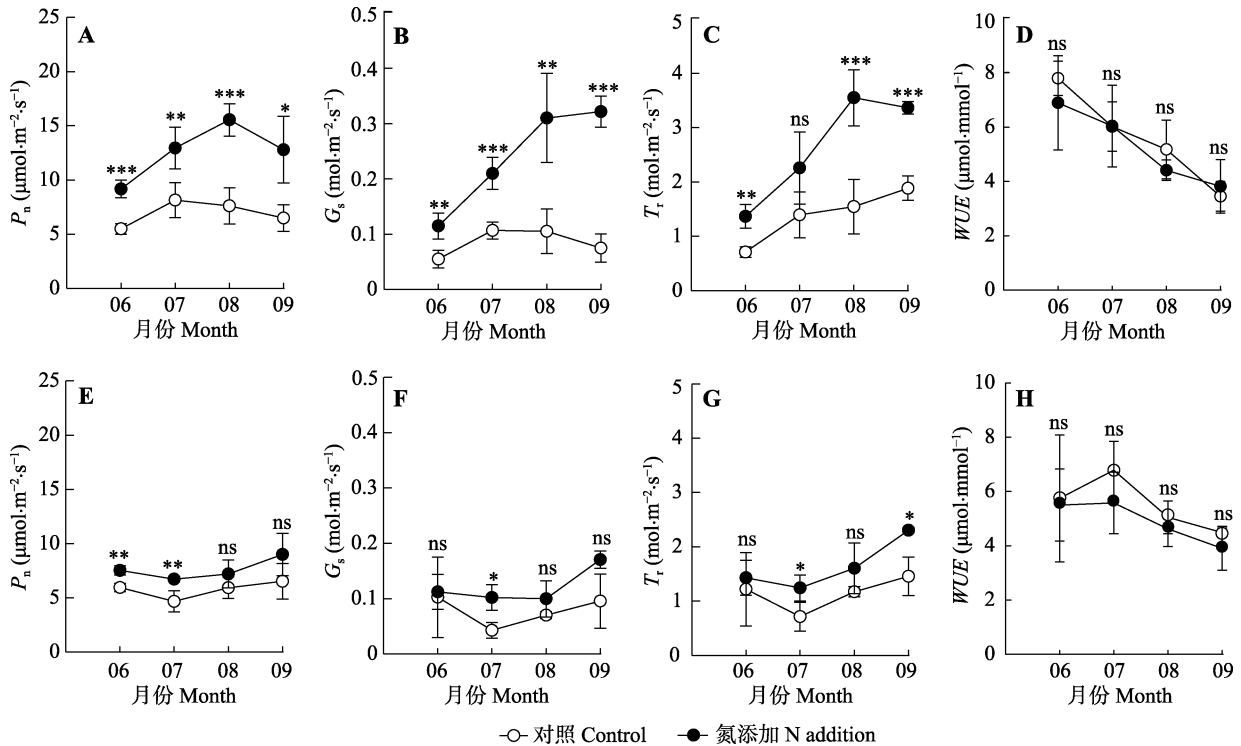 A
25
20
15
10
5
0
Pn (μmol·m−2·s−1)
***
**
***
*
06 07 08 09
月份 Month
B
0.5
0.4
0.3
0.2
0.1
0
Gs (mol·m−2·s−1)
**
***
**
***
06 07 08 09
月份 Month
C
5
4
3
2
1
0
Tr (mol·m−2·s−1)
**
ns
***
***
06 07 08 09
月份 Month
D
10
8
6
4
2
0
WUE (μmol·mmol−1)
ns
ns
ns
ns
06 07 08 09
月份 Month
E
25
20
15
10
5
0
Pn (μmol·m−2·s−1)
**
**
ns
ns
06 07 08 09
月份 Month
F
0.5
0.4
0.3
0.2
0.1
0
Gs (mol·m−2·s−1)
ns
*
ns
ns
06 07 08 09
月份 Month
G
5
4
3
2
1
0
Tr (mol·m−2·s−1)
ns
*
ns
*
06 07 08 09
月份 Month
H
10
8
6
4
2
0
WUE (μmol·mmol−1)
ns
ns
ns
ns
06 07 08 09
月份 Month
对照 Control 氮添加 N addition